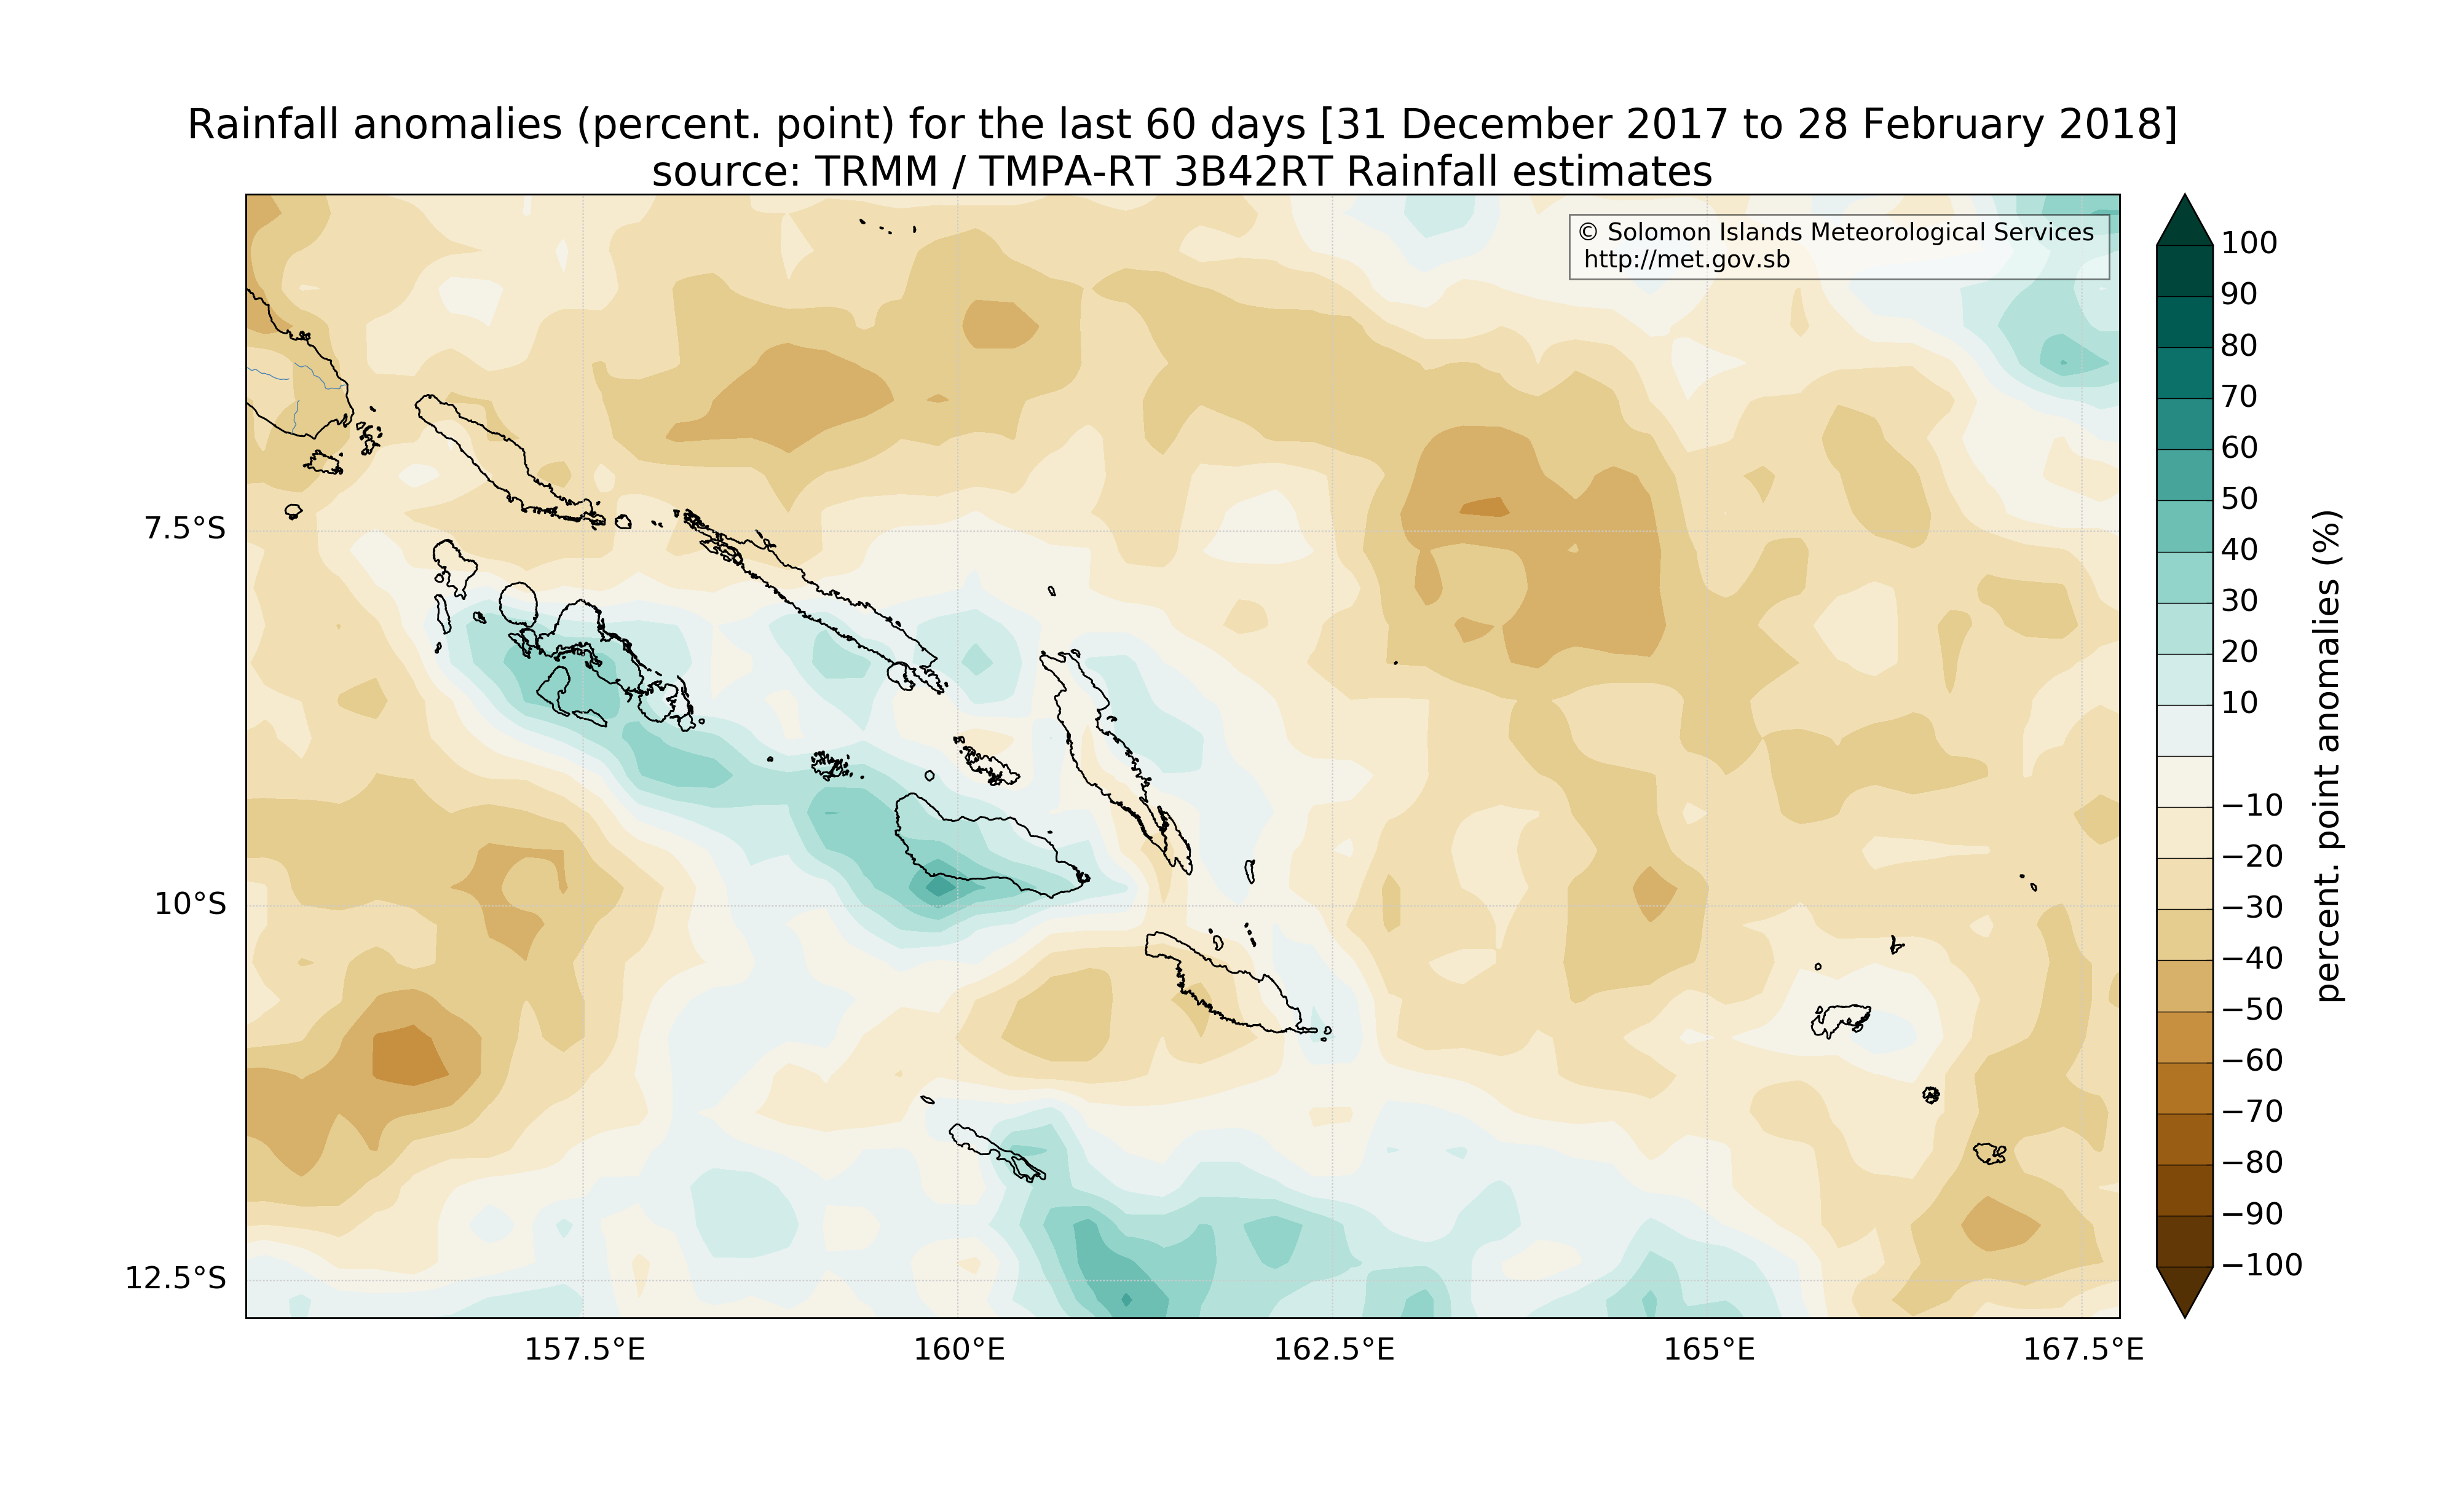 Rainfall anomalies (percent. point) for the last 60 days [31 December 2017 to 28 February 2018]
source: TRMM / TMPA-RT 3B42RT Rainfall estimates
© Solomon Islands Meteorological Services
http://met.gov.sb
7.5°S
10°S
12.5°S
157.5°E
160°E
162.5°E
165°E
167.5°E
100
90
80
70
60
50
40
30
20
10
−10
−20
−30
−40
−50
−60
−70
−80
−90
−100
percent. point anomalies (%)